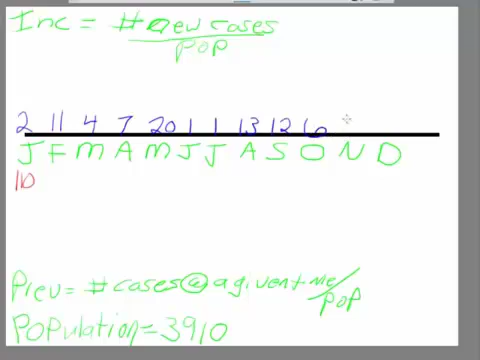 Inc = # new cases
pop
2 11 4 7 20 1 1 13 12 6
J F M A M J J A S O N D
10
Prev = # cases @ a given time/
POP
POPulation = 3910